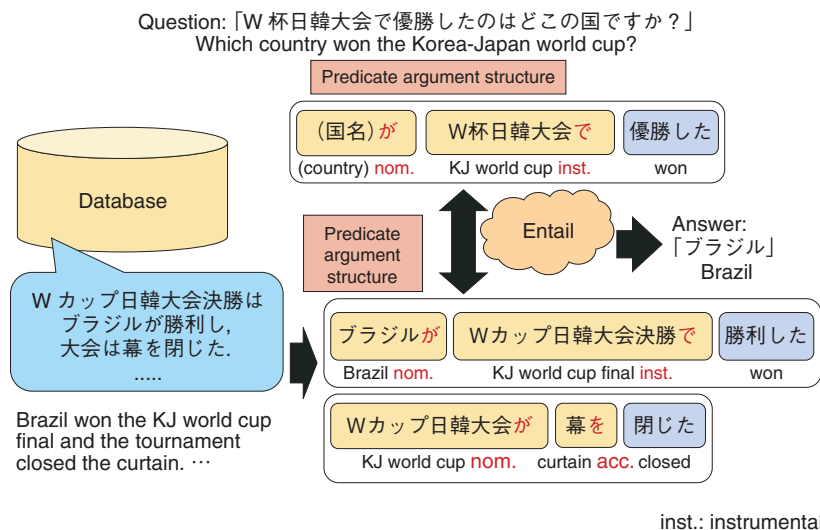 Question:「W 杯日韓大会で優勝したのはどこの国ですか？」
Which country won the Korea-Japan world cup?
Predicate argument structure
（国名）が W杯日韓大会で 優勝した
(country) nom. KJ world cup inst. won
Database
Predicate
argument
structure
Entail
Answer:
「ブラジル」
Brazil
W カップ日韓大会決勝は
ブラジルが勝利し，
大会は幕を閉じた．
.....
ブラジルが Wカップ日韓大会決勝で 勝利した
Brazil nom. KJ world cup final inst. won
Brazil won the KJ world cup
final and the tournament
closed the curtain. …
Wカップ日韓大会が 幕を 閉じた
KJ world cup nom. curtain acc. closed
inst.: instrumental